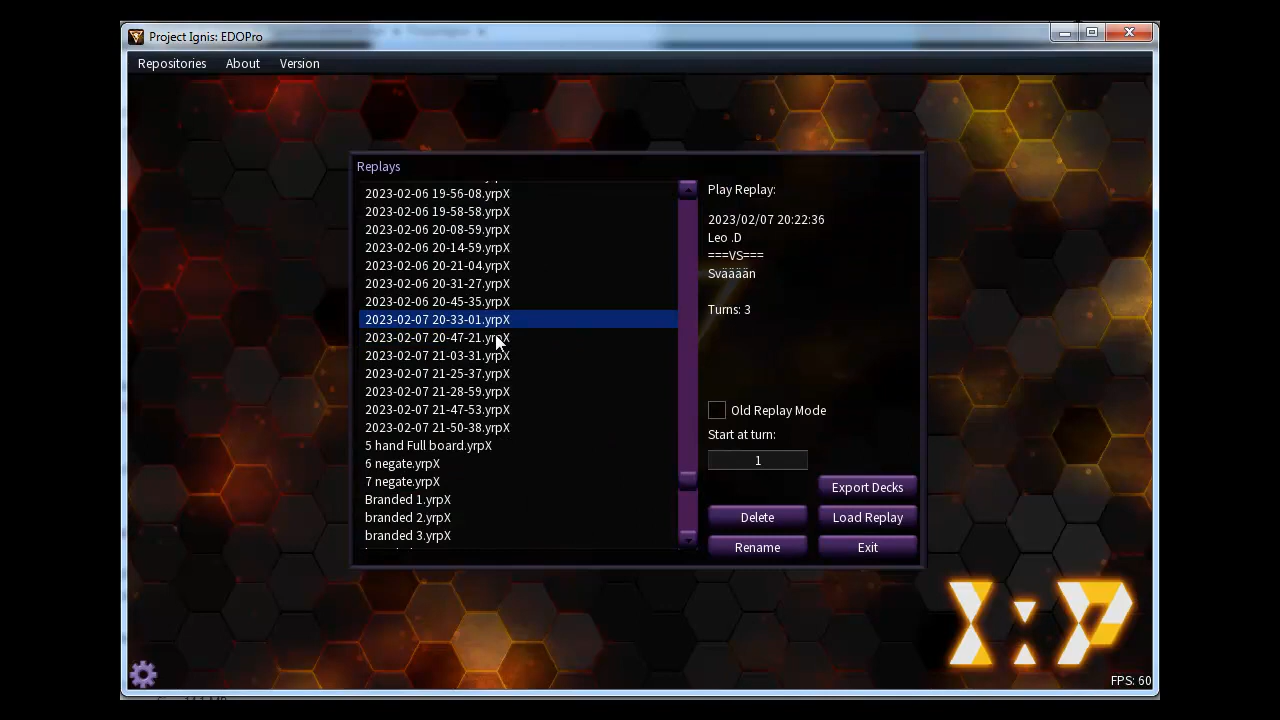 Project Ignis: EDOPro
Repositories About Version
Replays
2023-02-06 19-56-08.yrpX
2023-02-06 19-58-58.yrpX
2023-02-06 20-08-59.yrpX
2023-02-06 20-14-59.yrpX
2023-02-06 20-21-04.yrpX
2023-02-06 20-31-27.yrpX
2023-02-06 20-45-35.yrpX
2023-02-07 20-33-01.yrpX
2023-02-07 20-47-21.yrpX
2023-02-07 21-03-31.yrpX
2023-02-07 21-25-37.yrpX
2023-02-07 21-28-59.yrpX
2023-02-07 21-47-53.yrpX
2023-02-07 21-50-38.yrpX
5 hand Full board.yrpX
6 negate.yrpX
7 negate.yrpX
Branded 1.yrpX
branded 2.yrpX
branded 3.yrpX
Play Replay:
2023/02/07 20:22:36
Leo .D
===VS===
Svääään
Turns: 3
Old Replay Mode
Start at turn:
1
Export Decks
Delete Load Replay
Rename Exit
X:P
FPS: 60